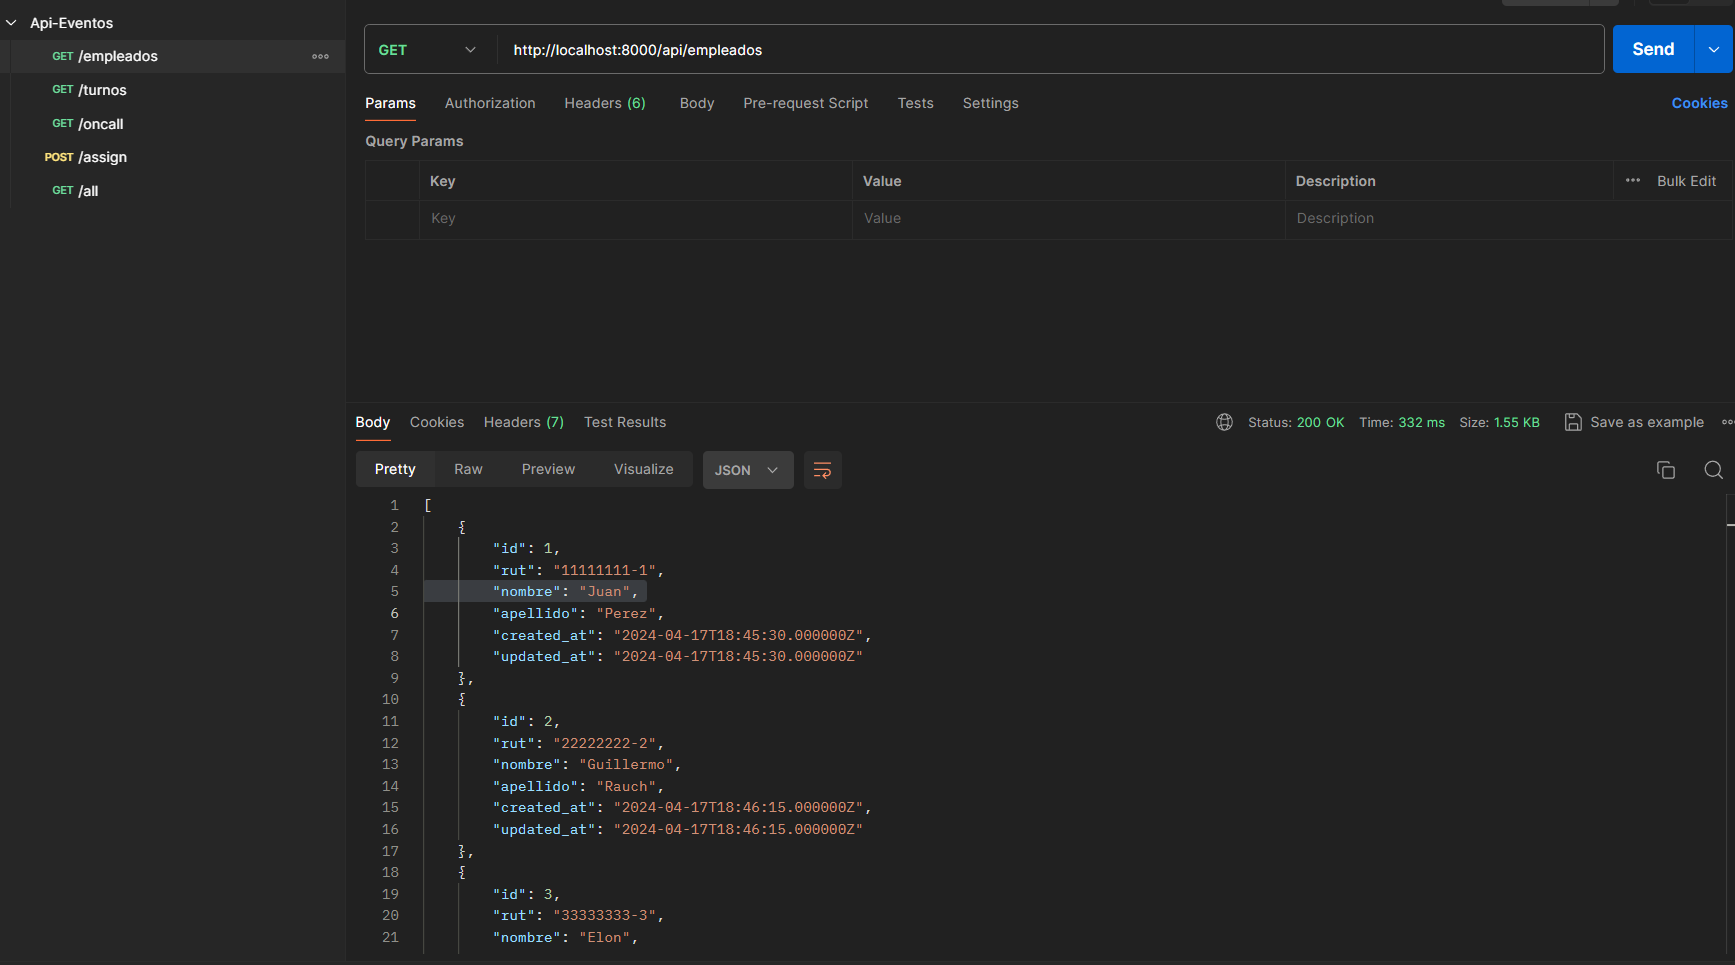 Api-Eventos
GET /empleados
GET /turnos
GET /oncall
POST /assign
GET /all
GET http://localhost:8000/api/empleados Send
Params Authorization Headers (6) Body Pre-request Script Tests Settings Cookies
Query Params
Key Value Description Bulk Edit
Key Value Description
Body Cookies Headers (7) Test Results Status: 200 OK Time: 332 ms Size: 1.55 KB Save as example
Pretty Raw Preview Visualize JSON
1 [
2 {
3 "id": 1,
4 "rut": "11111111-1",
5 "nombre": "Juan",
6 "apellido": "Perez",
7 "created_at": "2024-04-17T18:45:30.000000Z",
8 "updated_at": "2024-04-17T18:45:30.000000Z"
9 },
10 {
11 "id": 2,
12 "rut": "22222222-2",
13 "nombre": "Guillermo",
14 "apellido": "Rauch",
15 "created_at": "2024-04-17T18:46:15.000000Z",
16 "updated_at": "2024-04-17T18:46:15.000000Z"
17 },
18 {
19 "id": 3,
20 "rut": "33333333-3",
21 "nombre": "Elon",